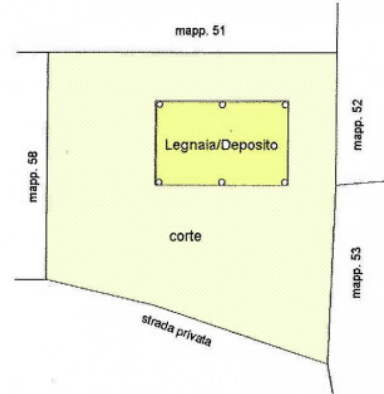 mapp. 51
mapp. 52
Legnaia/Deposito
mapp. 58
corte
mapp. 53
strada privata